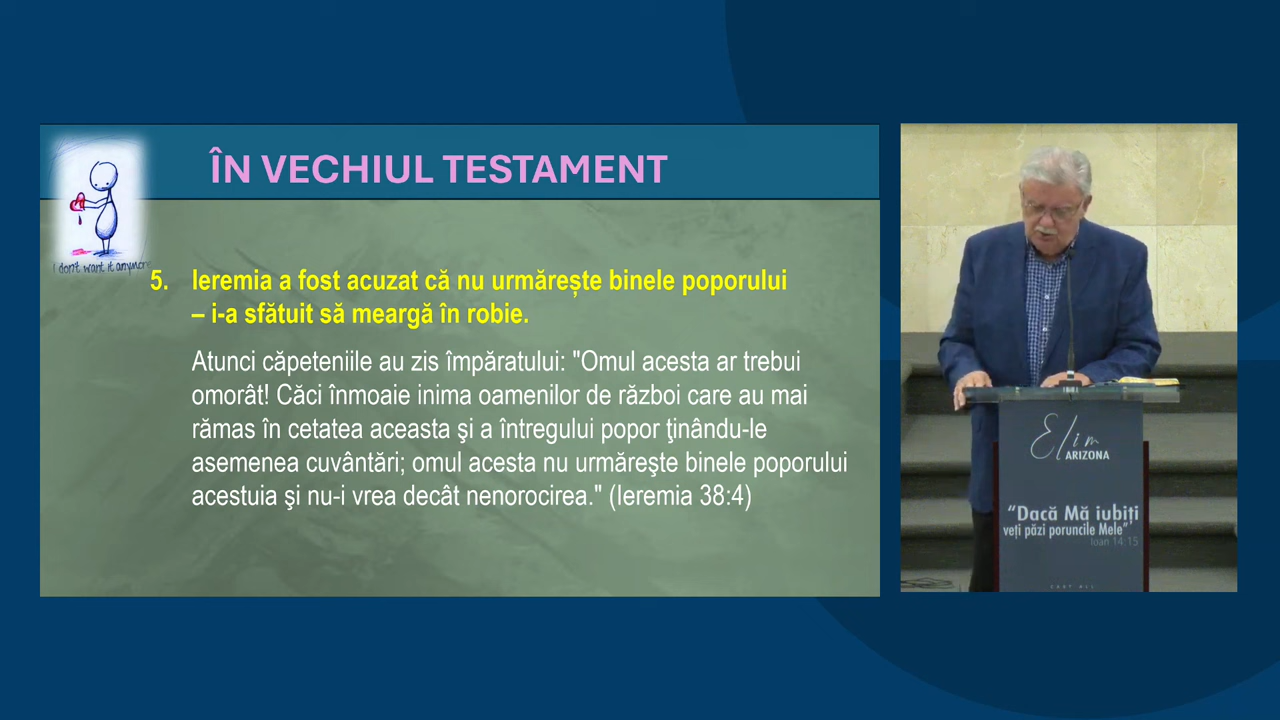 ÎN VECHIUL TESTAMENT
I don't want it anymore
5. Ieremia a fost acuzat că nu urmărește binele poporului
– i-a sfătuit să meargă în robie.
Atunci căpeteniile au zis împăratului: "Omul acesta ar trebui
omorât! Căci înmoaie inima oamenilor de război care au mai
rămas în cetatea aceasta şi a întregului popor ţinându-le
asemenea cuvântări; omul acesta nu urmăreşte binele poporului
acestuia şi nu-i vrea decât nenorocirea." (Ieremia 38:4)
Elim
ARIZONA
“Dacă Mă iubiți
veți păzi poruncile Mele”
Ioan 14:15